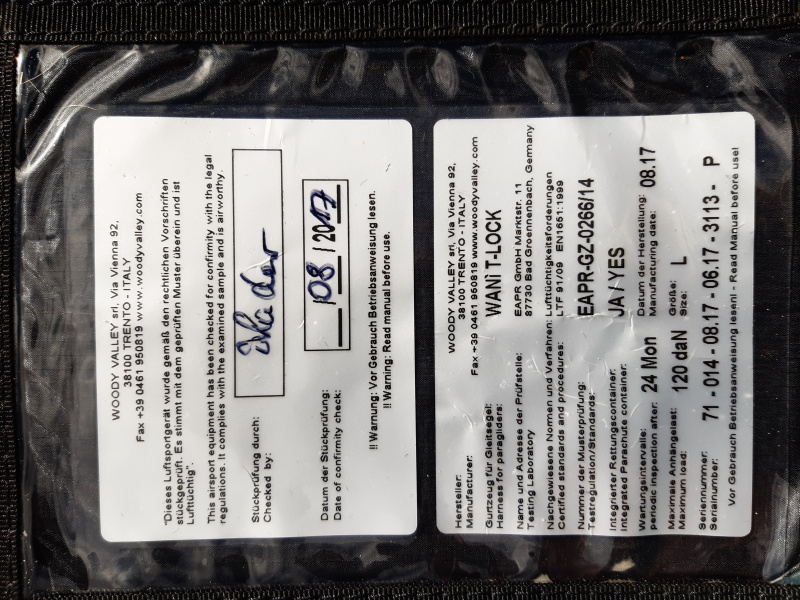 WOODY VALLEY srl, Via Vienna 92,
38100 TRENTO - ITALY
Fax +39 0461 950819 www.woodyvalley.com
"Dieses Luftsportgerät wurde gemäß den rechtlichen Vorschriften
stückgeprüft. Es stimmt mit dem geprüften Muster überein und ist
Lufttüchtig".
This airsport equipment has been checked for confirmity with the legal
regulations. It complies with the examined sample and is airworthy.
Stückprüfung durch:
Checked by:
Datum der Stückprüfung:
Date of confirmity check:
/08/2017
!! Warnung: Vor Gebrauch Betriebsanweisung lesen.
!! Warning: Read manual before use.
Hersteller:
Manufacturer:
WOODY VALLEY srl, Via Vienna 92,
38100 TRENTO - ITALY
Fax +39 0461 950819 www.woodyvalley.com
Gurtzeug für Gleitsegel:
Harness for paragliders:
WANi T-LOCK
Name und Adresse der Prüfstelle:
Testing Laboratory
EAPR GmbH Marktstr. 11
87730 Bad Groennenbach, Germany
Nachgewiesene Normen und Verfahren: Lufttüchtigkeitsforderungen
Certified standards and procedures: LTF 91/09 EN1651:1999
Nummer der Musterprüfung:
Testregulation/Standards:
EAPR-GZ-0266/14
Integrierter Rettungscontainer:
Integrated Parachute container:
JA / YES
Wartungsintervalle:
periodic inspection after:
24 Mon
Datum der Herstellung:
Manufacturing date:
08.17
Maximale Anhängelast:
Maximum load:
120 daN
Größe:
Size:
L
Seriennummer:
Serialnumber:
71 - 014 - 08.17 - 06.17 - 3113 - P
Vor Gebrauch Betriebsanweisung lesen! - Read Manual before use!